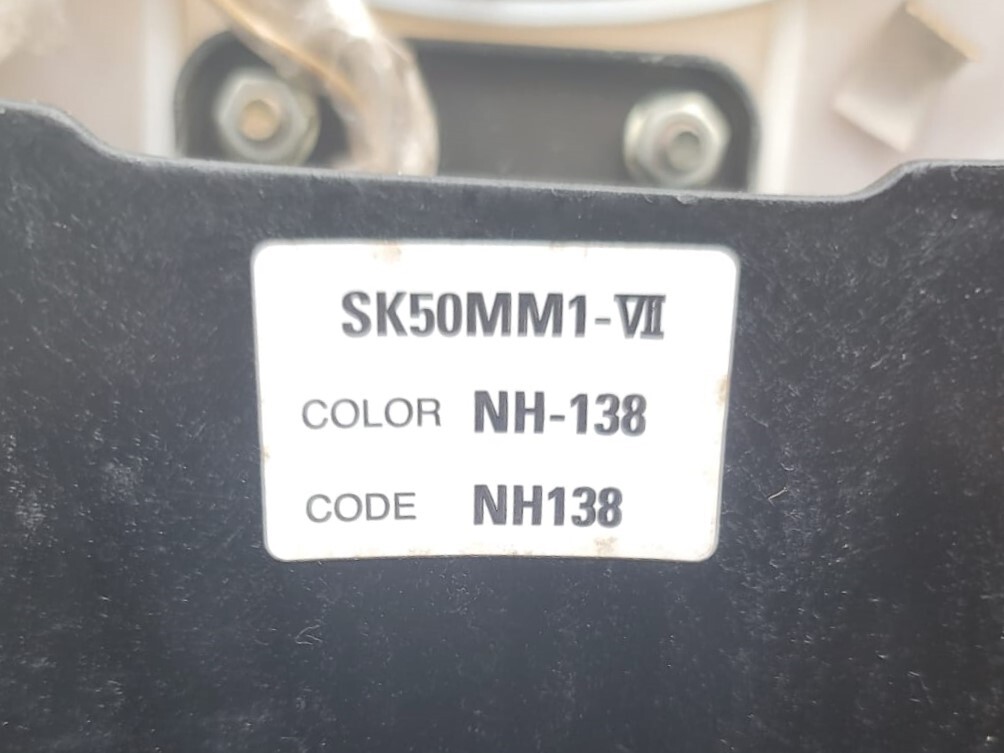 SK50MM1-VII
COLOR NH-138
CODE NH138